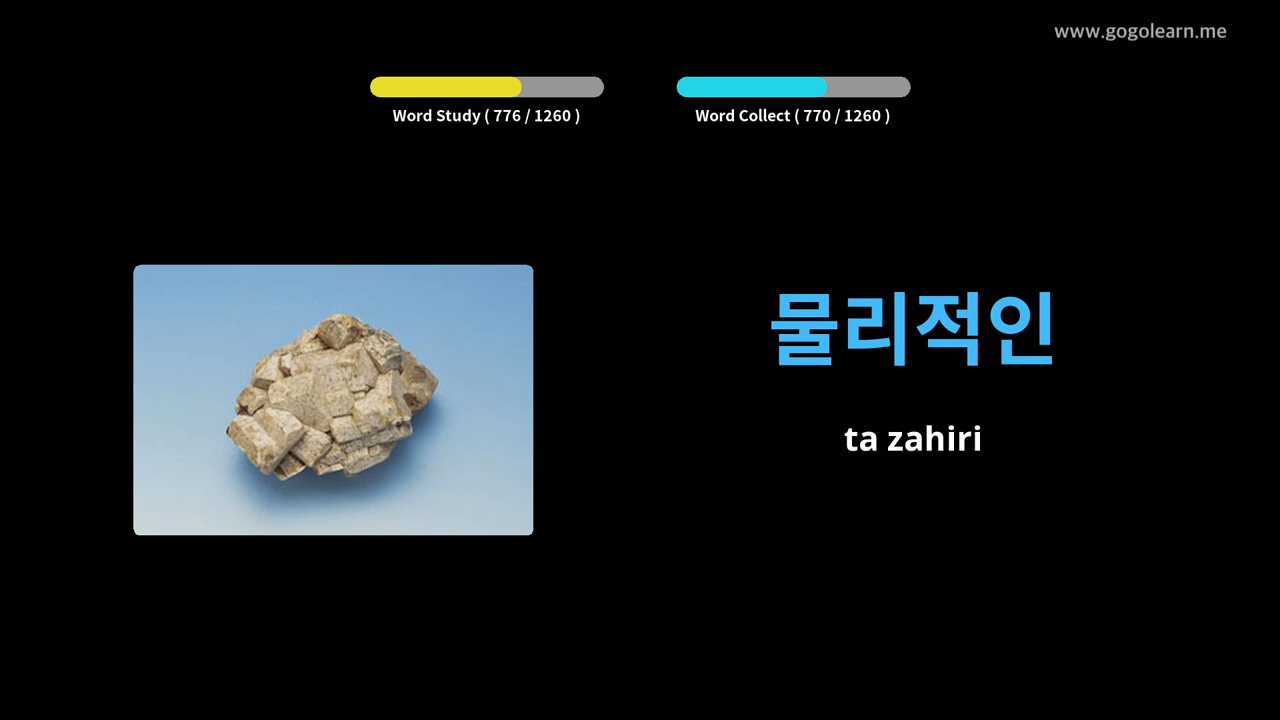 www.gogolearn.me
Word Study ( 776 / 1260 )
Word Collect ( 770 / 1260 )
물리적인
ta zahiri